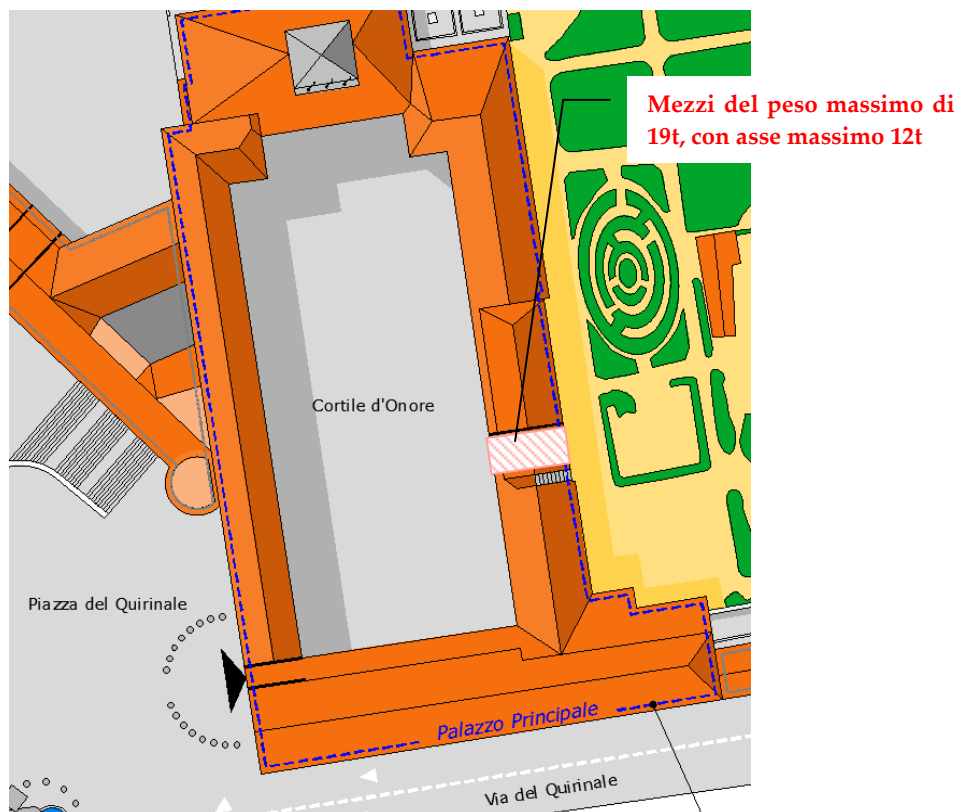 Mezzi del peso massimo di
19t, con asse massimo 12t
Cortile d'Onore
Piazza del Quirinale
Palazzo Principale
Via del Quirinale